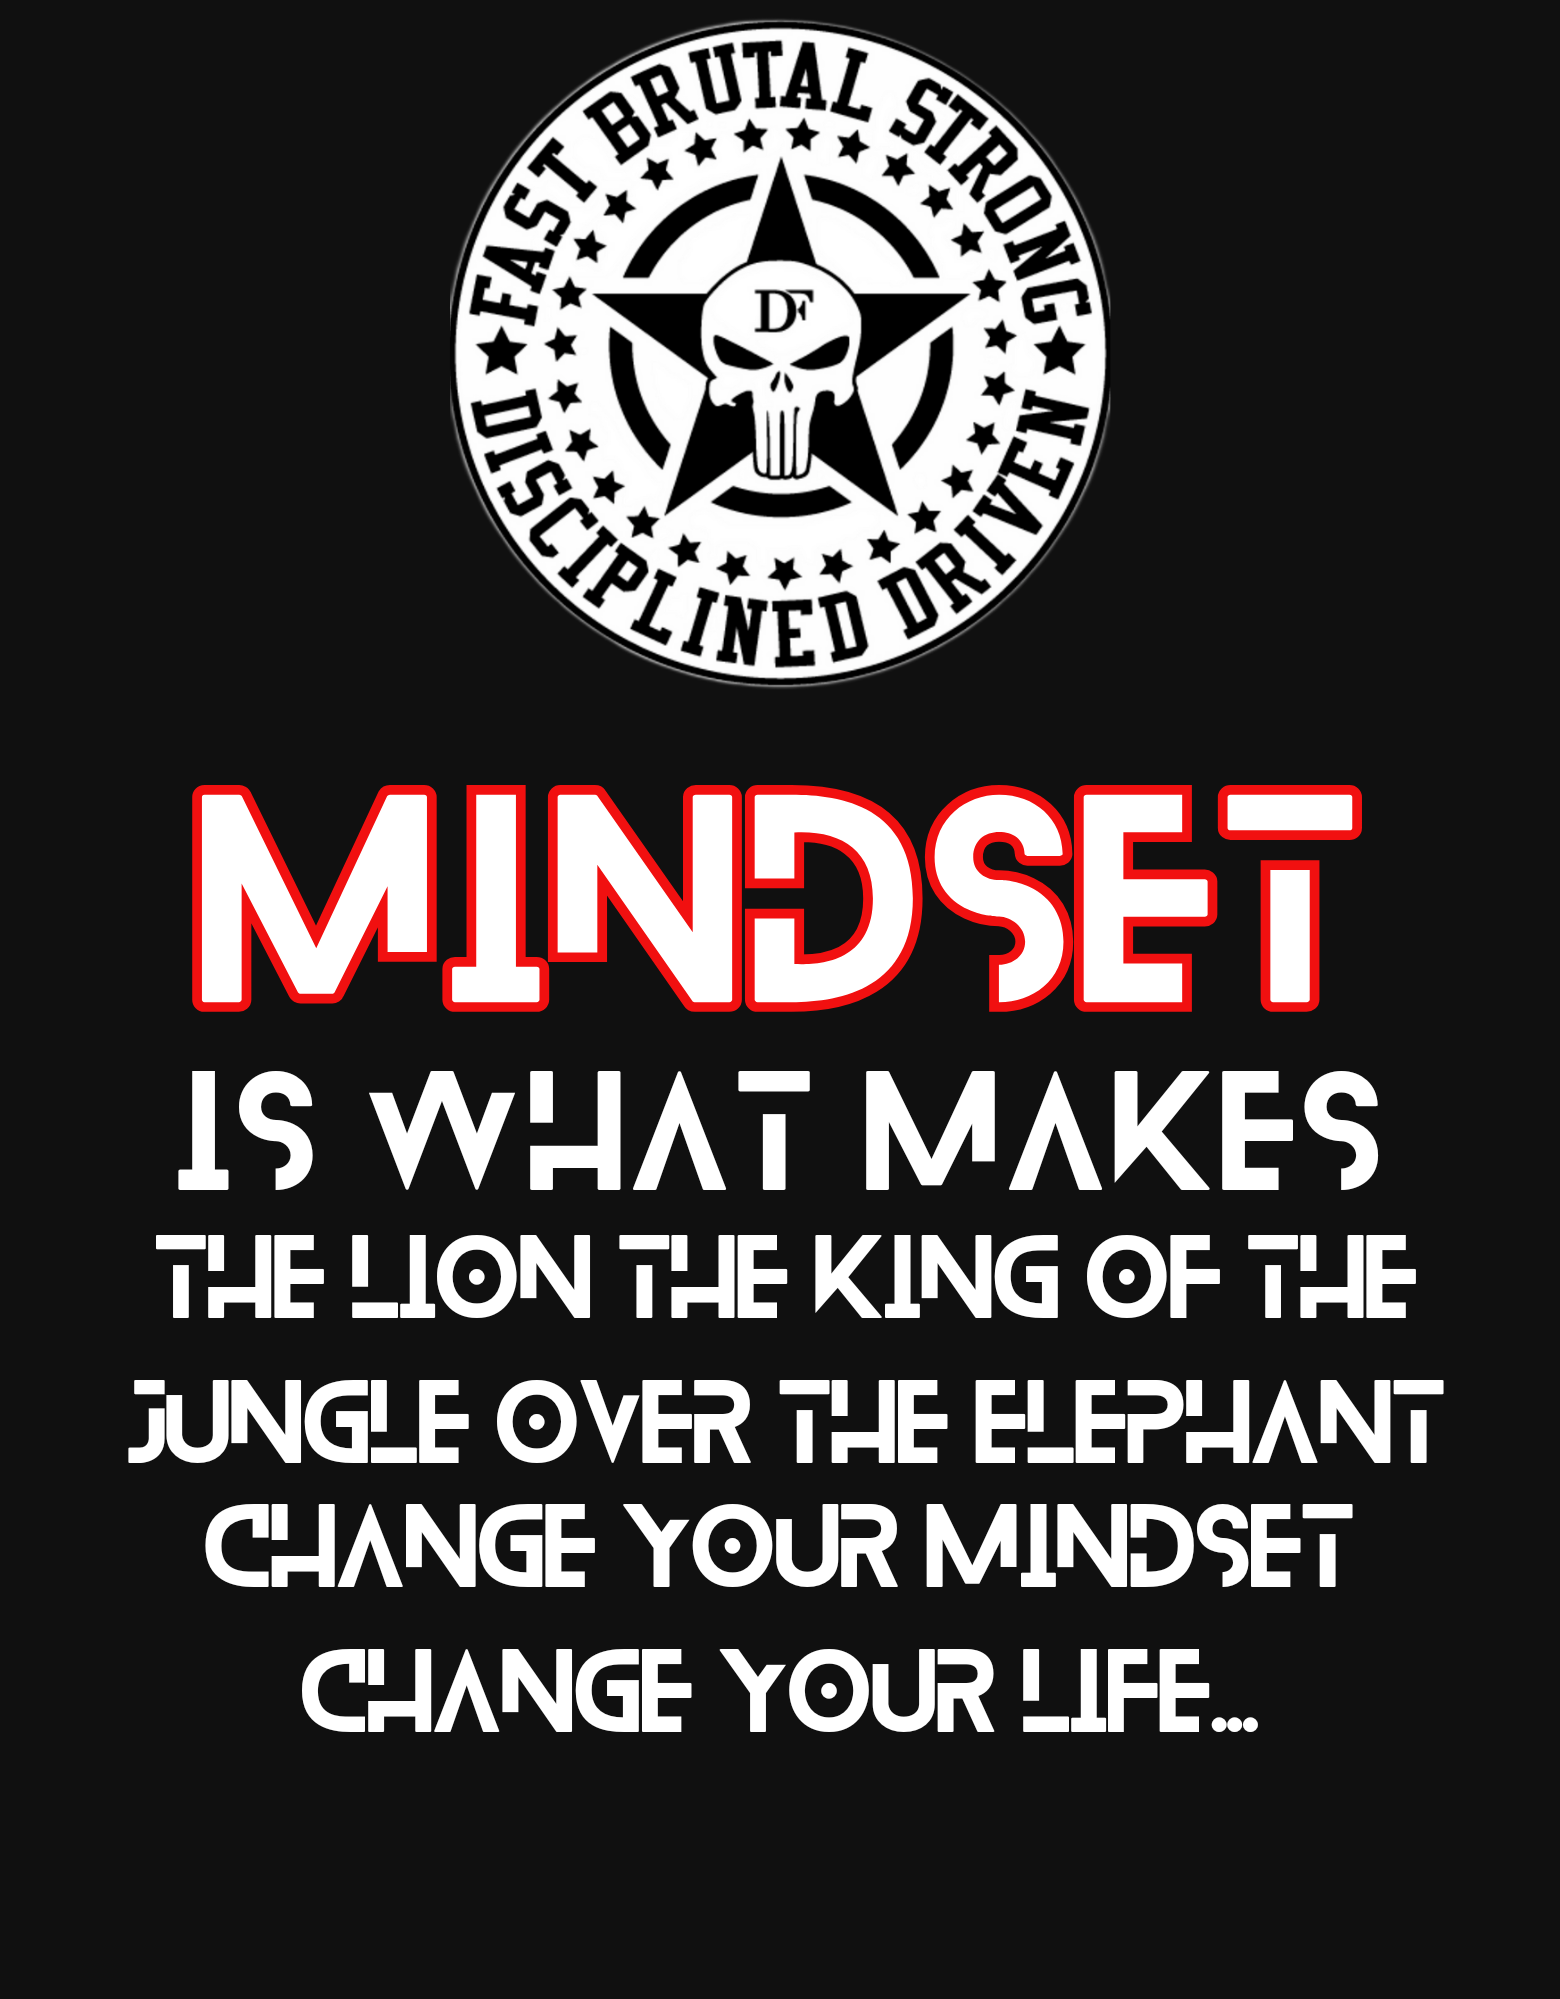 FAST BRUTAL STRONG
DF
DISCIPLINED DRIVEN
MINDSET
IS WHAT MAKES
THE LION THE KING OF THE
JUNGLE OVER THE ELEPHANT
CHANGE YOUR MINDSET
CHANGE YOUR LIFE...